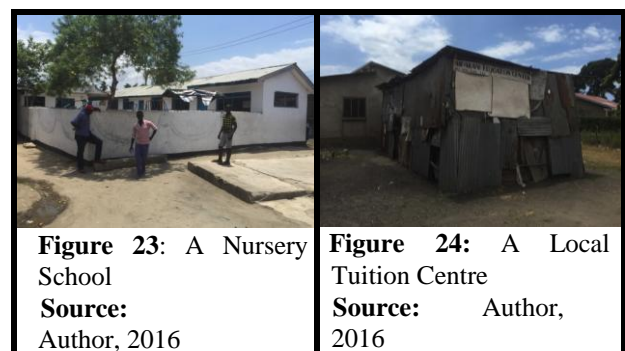 Figure 23: A Nursery
School
Source:
Author, 2016
Figure 24: A Local
Tuition Centre
Source: Author,
2016